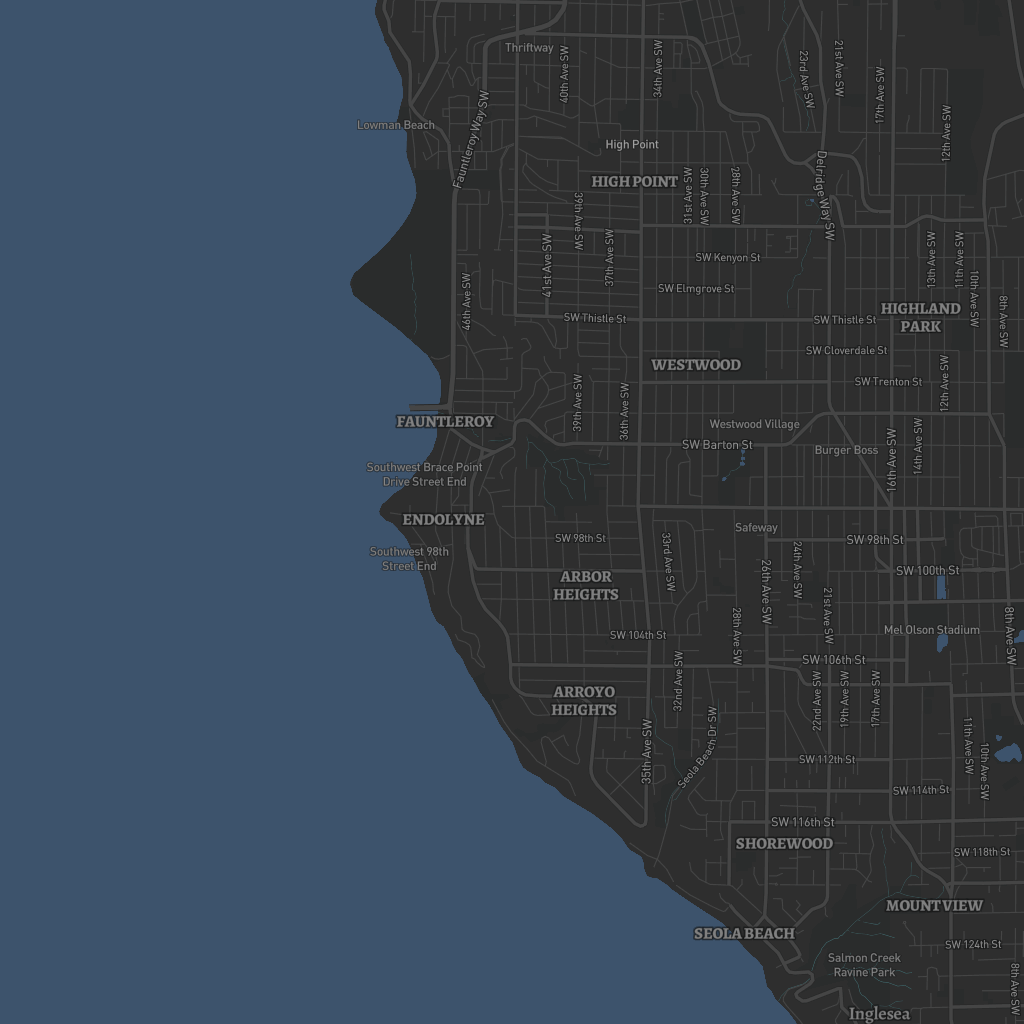 Thriftway
40th Ave SW
34th Ave SW
23rd Ave SW
21st Ave SW
17th Ave SW
12th Ave SW
Lowman Beach
Fauntleroy Way SW
High Point
HIGH POINT
31st Ave SW
30th Ave SW
28th Ave SW
Delridge Way SW
39th Ave SW
41st Ave SW
37th Ave SW
SW Kenyon St
13th Ave SW
11th Ave SW
10th Ave SW
8th Ave SW
46th Ave SW
SW Elmgrove St
SW Thistle St
SW Thistle St
HIGHLAND
PARK
SW Cloverdale St
WESTWOOD
SW Trenton St
12th Ave SW
39th Ave SW
36th Ave SW
FAUNTLEROY
Westwood Village
SW Barton St
Burger Boss
16th Ave SW
14th Ave SW
Southwest Brace Point
Drive Street End
ENDOLYNE
Safeway
SW 98th St
SW 98th St
Southwest 98th
Street End
33rd Ave SW
26th Ave SW
24th Ave SW
SW 100th St
ARBOR
HEIGHTS
21st Ave SW
28th Ave SW
8th Ave SW
Mel Olson Stadium
SW 104th St
SW 106th St
32nd Ave SW
22nd Ave SW
19th Ave SW
17th Ave SW
ARROYO
HEIGHTS
35th Ave SW
Seola Beach Dr SW
11th Ave SW
10th Ave SW
SW 112th St
SW 114th St
SW 116th St
SHOREWOOD
SW 118th St
MOUNT VIEW
SEOLA BEACH
SW 124th St
Salmon Creek
Ravine Park
8th Ave SW
Inglesea